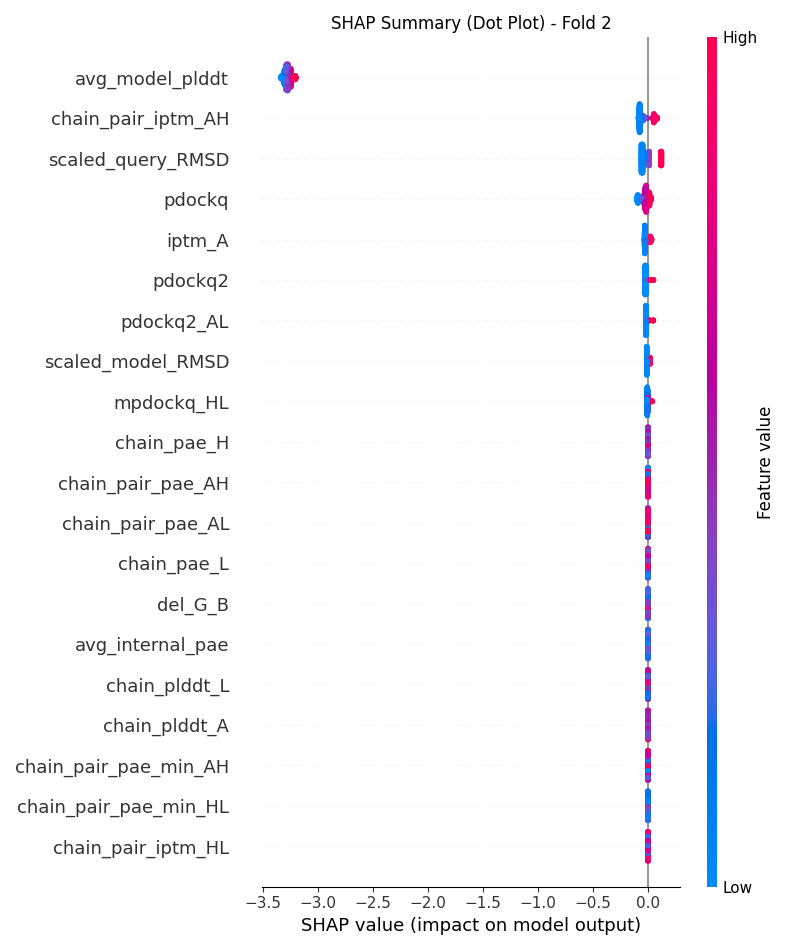 SHAP Summary (Dot Plot) - Fold 2
High
avg_model_plddt
chain_pair_iptm_AH
scaled_query_RMSD
pdockq
iptm_A
pdockq2
pdockq2_AL
scaled_model_RMSD
mpdockq_HL
chain_pae_H
chain_pair_pae_AH
chain_pair_pae_AL
chain_pae_L
del_G_B
avg_internal_pae
chain_plddt_L
chain_plddt_A
chain_pair_pae_min_AH
chain_pair_pae_min_HL
chain_pair_iptm_HL
Feature value
Low
−3.5 −3.0 −2.5 −2.0 −1.5 −1.0 −0.5 0.0
SHAP value (impact on model output)